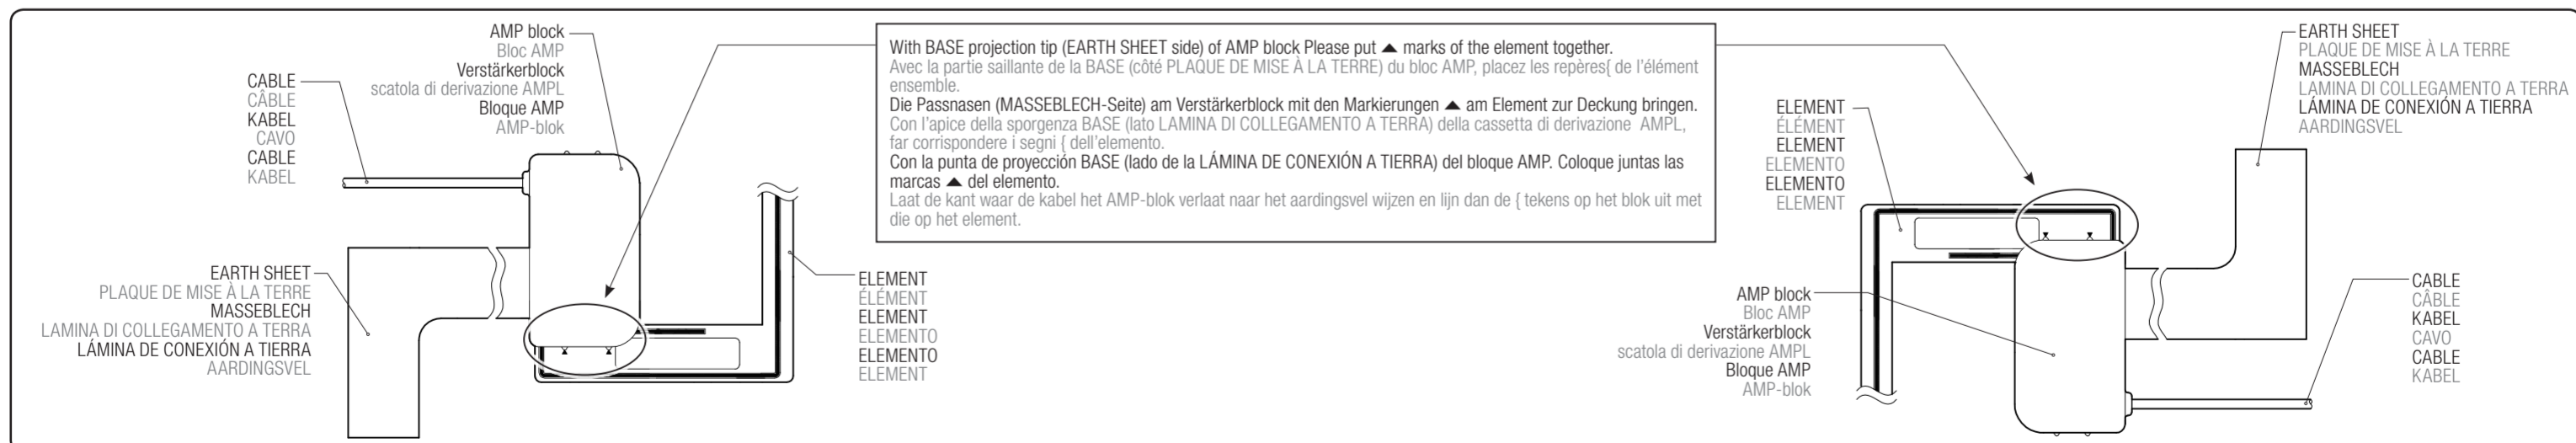 AMP block
Bloc AMP
Verstärkerblock
scatola di derivazione AMPL
Bloque AMP
AMP-blok
CABLE
CÂBLE
KABEL
CAVO
CABLE
KABEL
EARTH SHEET
PLAQUE DE MISE À LA TERRE
MASSEBLECH
LAMINA DI COLLEGAMENTO A TERRA
LÁMINA DE CONEXIÓN A TIERRA
AARDINGSVEL
ELEMENT
ÉLÉMENT
ELEMENT
ELEMENTO
ELEMENTO
ELEMENT
With BASE projection tip (EARTH SHEET side) of AMP block Please put ▲ marks of the element together.
Avec la partie saillante de la BASE (côté PLAQUE DE MISE À LA TERRE) du bloc AMP, placez les repères{ de l'élément
ensemble.
Die Passnasen (MASSEBLECH-Seite) am Verstärkerblock mit den Markierungen ▲ am Element zur Deckung bringen.
Con l'apice della sporgenza BASE (lato LAMINA DI COLLEGAMENTO A TERRA) della cassetta di derivazione AMPL,
far corrispondere i segni { dell'elemento.
Con la punta de proyección BASE (lado de la LÁMINA DE CONEXIÓN A TIERRA) del bloque AMP. Coloque juntas las
marcas ▲ del elemento.
Laat de kant waar de kabel het AMP-blok verlaat naar het aardingsvel wijzen en lijn dan de { tekens op het blok uit met
die op het element.
ELEMENT
ÉLÉMENT
ELEMENT
ELEMENTO
ELEMENTO
ELEMENT
EARTH SHEET
PLAQUE DE MISE À LA TERRE
MASSEBLECH
LAMINA DI COLLEGAMENTO A TERRA
LÁMINA DE CONEXIÓN A TIERRA
AARDINGSVEL
AMP block
Bloc AMP
Verstärkerblock
scatola di derivazione AMPL
Bloque AMP
AMP-blok
CABLE
CÂBLE
KABEL
CAVO
CABLE
KABEL